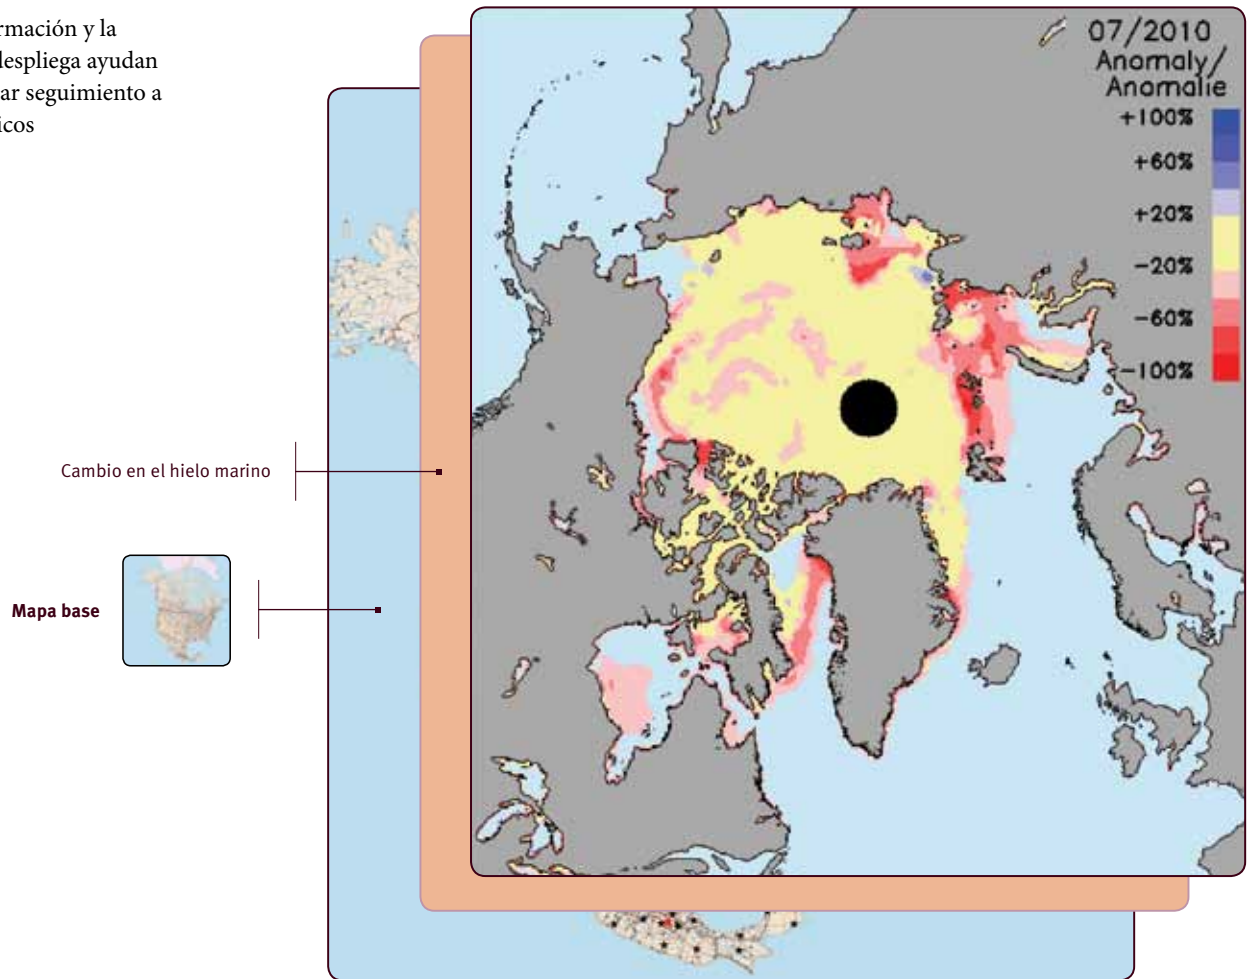 rmación y la
despliega ayudan
ar seguimiento a
icos
07/2010
Anomaly/
Anomalie
+100%
+60%
+20%
-20%
-60%
-100%
Cambio en el hielo marino
Mapa base